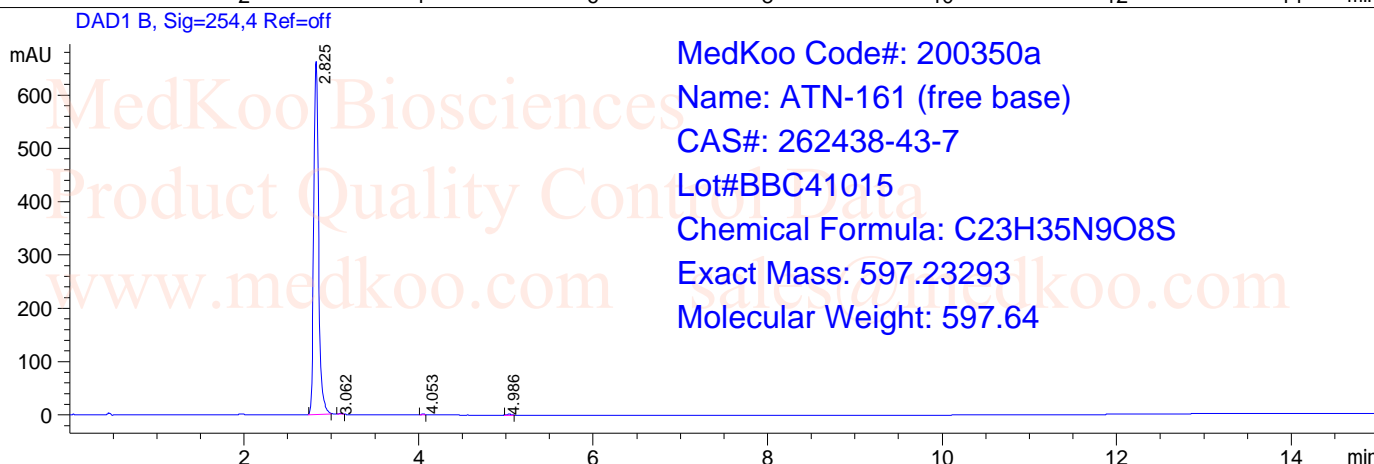 DAD1 B, Sig=254,4 Ref=off
mAU
2.825
MedKoo Code#: 200350a
Name: ATN-161 (free base)
CAS#: 262438-43-7
Lot#BBC41015
Chemical Formula: C23H35N9O8S
Exact Mass: 597.23293
Molecular Weight: 597.64
MedKoo Biosciences
Product Quality Control Data
www.medkoo.com sales@medkoo.com
600
500
400
300
200
100
0
3.062
4.053
4.986
2 4 6 8 10 12 14 min